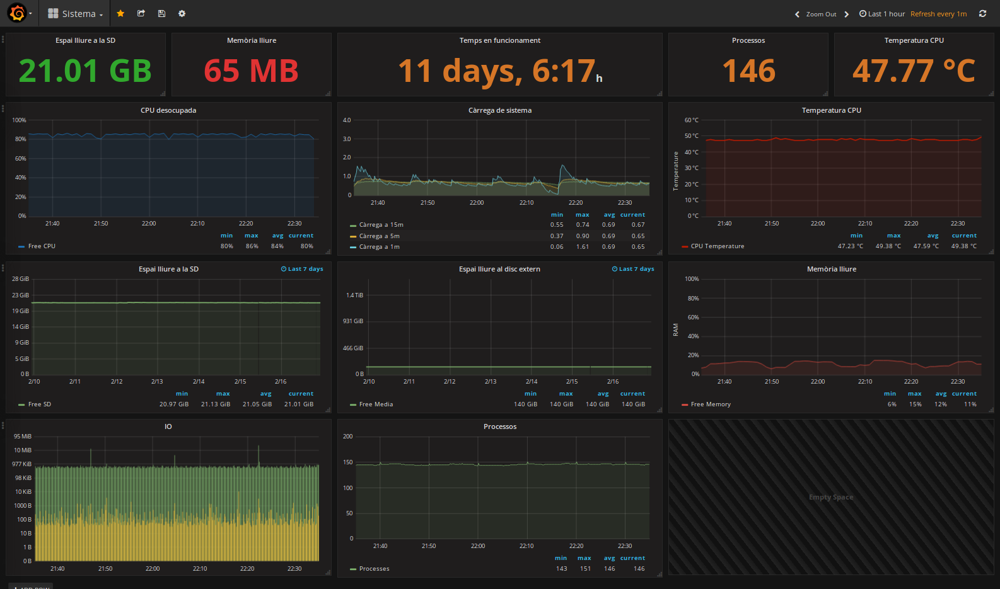 Sistema
Zoom Out
Last 1 hour
Refresh every 1m
Espai lliure a la SD
21.01 GB
Memòria lliure
65 MB
Temps en funcionament
11 days, 6:17 h
Processos
146
Temperatura CPU
47.77 °C
CPU desocupada
100%
80%
60%
40%
20%
0%
21:40 21:50 22:00 22:10 22:20 22:30
min max avg current
Free CPU 80% 86% 84% 80%
Càrrega de sistema
4.0
3.0
2.0
1.0
0
21:40 21:50 22:00 22:10 22:20 22:30
min max avg current
Càrrega a 15m 0.55 0.74 0.69 0.67
Càrrega a 5m 0.37 0.90 0.69 0.65
Càrrega a 1m 0.06 1.61 0.69 0.65
Temperatura CPU
Temperature
60 °C
50 °C
40 °C
30 °C
20 °C
10 °C
0 °C
21:40 21:50 22:00 22:10 22:20 22:30
min max avg current
CPU Temperature 47.23 °C 49.38 °C 47.59 °C 49.38 °C
Espai lliure a la SD
Last 7 days
28 GiB
23 GiB
19 GiB
14 GiB
9 GiB
5 GiB
0 B
2/10 2/11 2/12 2/13 2/14 2/15 2/16
min max avg current
Free SD 20.97 GiB 21.13 GiB 21.05 GiB 21.01 GiB
Espai lliure al disc extern
Last 7 days
1.4 TiB
931 GiB
466 GiB
0 B
2/10 2/11 2/12 2/13 2/14 2/15 2/16
min max avg current
Free Media 140 GiB 140 GiB 140 GiB 140 GiB
Memòria lliure
RAM
100%
80%
60%
40%
20%
0%
21:40 21:50 22:00 22:10 22:20 22:30
min max avg current
Free Memory 6% 15% 12% 11%
IO
95 MiB
10 MiB
977 KiB
98 KiB
10 KiB
1000 B
100 B
10 B
1 B
0 B
21:40 21:50 22:00 22:10 22:20 22:30
Processos
200
150
100
50
0
21:40 21:50 22:00 22:10 22:20 22:30
min max avg current
Processes 143 151 146 146
Empty Space
ADD ROW